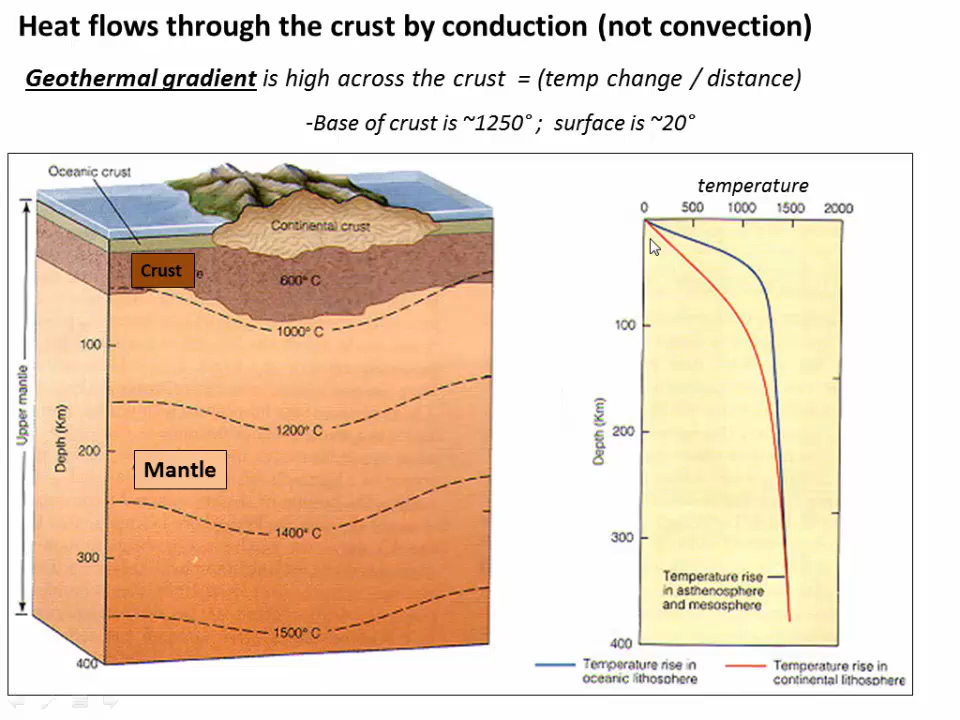 Heat flows through the crust by conduction (not convection)
Geothermal gradient is high across the crust = (temp change / distance)
-Base of crust is ~1250° ; surface is ~20°
Oceanic crust
Continental crust
Crust
600° C
1000° C
100
1200° C
200
Mantle
1400° C
300
1500° C
400
Upper mantle
Depth (Km)
temperature
0 500 1000 1500 2000
100
200
300
400
Depth (Km)
Temperature rise
in asthenosphere
and mesosphere
Temperature rise in
oceanic lithosphere
Temperature rise in
continental lithosphere